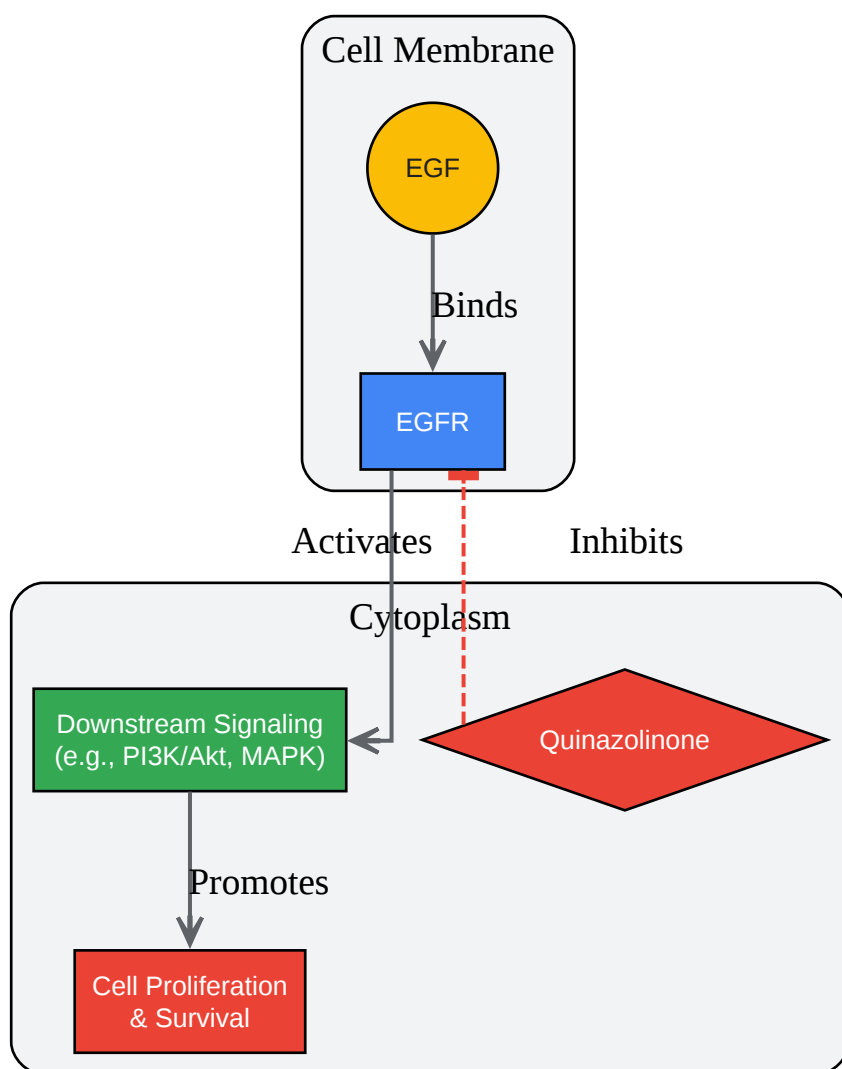 Cell Membrane
EGF
Binds
EGFR
Activates
Inhibits
Cytoplasm
Downstream Signaling
(e.g., PI3K/Akt, MAPK)
Quinazolinone
Promotes
Cell Proliferation
& Survival